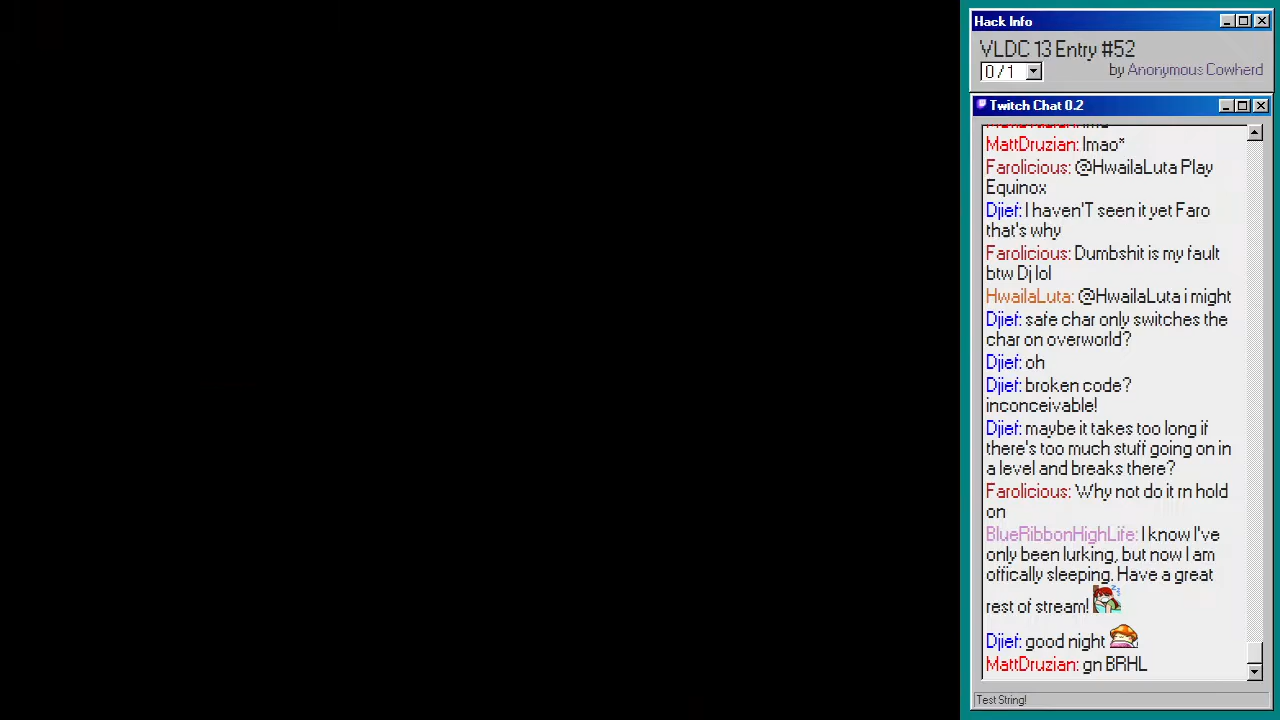 Hack Info
VLDC 13 Entry #52
0/1
by Anonymous Cowherd
Twitch Chat 0.2
MattDruzian: lmao*
Farolicious: @HwailaLuta Play
Equinox
Djief: I haven'T seen it yet Faro
that's why
Farolicious: Dumbshit is my fault
btw Dj lol
HwailaLuta: @HwailaLuta i might
Djief: safe char only switches the
char on overworld?
Djief: oh
Djief: broken code?
inconceivable!
Djief: maybe it takes too long if
there's too much stuff going on in
a level and breaks there?
Farolicious: Why not do it rn hold
on
BlueRibbonHighLife: I know I've
only been lurking, but now I am
offically sleeping. Have a great
rest of stream!
Djief: good night
MattDruzian: gn BRHL
Test String!